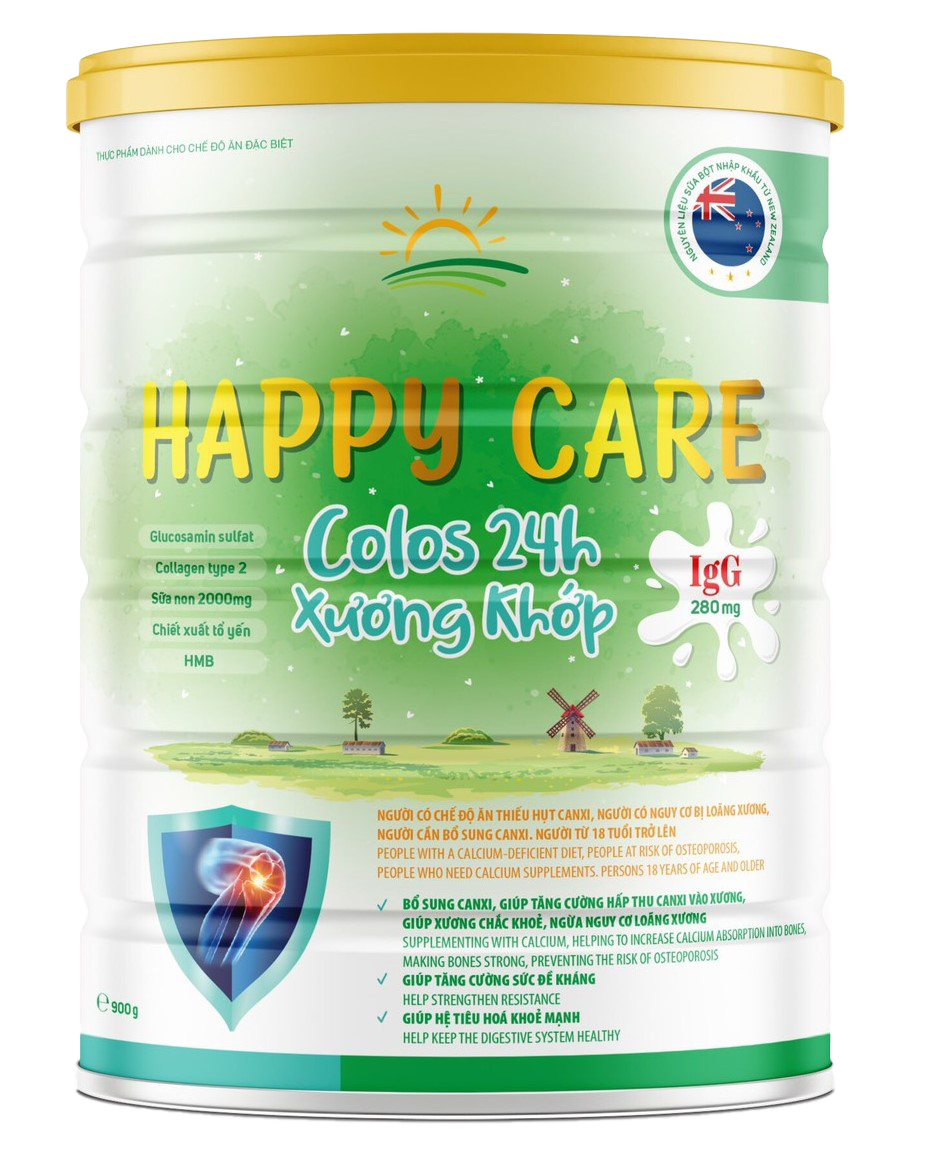 THỰC PHẨM DÀNH CHO CHẾ ĐỘ ĂN ĐẶC BIỆT
NGUYÊN LIỆU SỮA BỘT NHẬP KHẨU TỪ NEW ZEALAND
HAPPY CARE
Colos 24h
Xương Khớp
Glucosamin sulfat
Collagen type 2
Sữa non 2000mg
Chiết xuất tổ yến
HMB
IgG
280 mg
NGƯỜI CÓ CHẾ ĐỘ ĂN THIẾU HỤT CANXI, NGƯỜI CÓ NGUY CƠ BỊ LOÃNG XƯƠNG,
NGƯỜI CẦN BỔ SUNG CANXI. NGƯỜI TỪ 18 TUỔI TRỞ LÊN
PEOPLE WITH A CALCIUM-DEFICIENT DIET, PEOPLE AT RISK OF OSTEOPOROSIS,
PEOPLE WHO NEED CALCIUM SUPPLEMENTS. PERSONS 18 YEARS OF AGE AND OLDER
✓ BỔ SUNG CANXI, GIÚP TĂNG CƯỜNG HẤP THU CANXI VÀO XƯƠNG,
GIÚP XƯƠNG CHẮC KHOẺ, NGỪA NGUY CƠ LOÃNG XƯƠNG
SUPPLEMENTING WITH CALCIUM, HELPING TO INCREASE CALCIUM ABSORPTION INTO BONES,
MAKING BONES STRONG, PREVENTING THE RISK OF OSTEOPOROSIS
✓ GIÚP TĂNG CƯỜNG SỨC ĐỀ KHÁNG
HELP STRENGTHEN RESISTANCE
✓ GIÚP HỆ TIÊU HOÁ KHOẺ MẠNH
HELP KEEP THE DIGESTIVE SYSTEM HEALTHY
℮ 900g